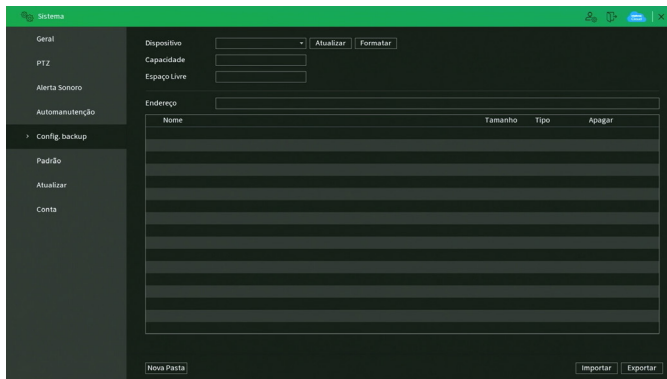 Sistema
Geral
PTZ
Alerta Sonoro
Automanutenção
Config. backup
Padrão
Atualizar
Conta
Dispositivo
Atualizar
Formatar
Capacidade
Espaço Livre
Endereço
Nome Tamanho Tipo Apagar
Nova Pasta
Importar
Exportar